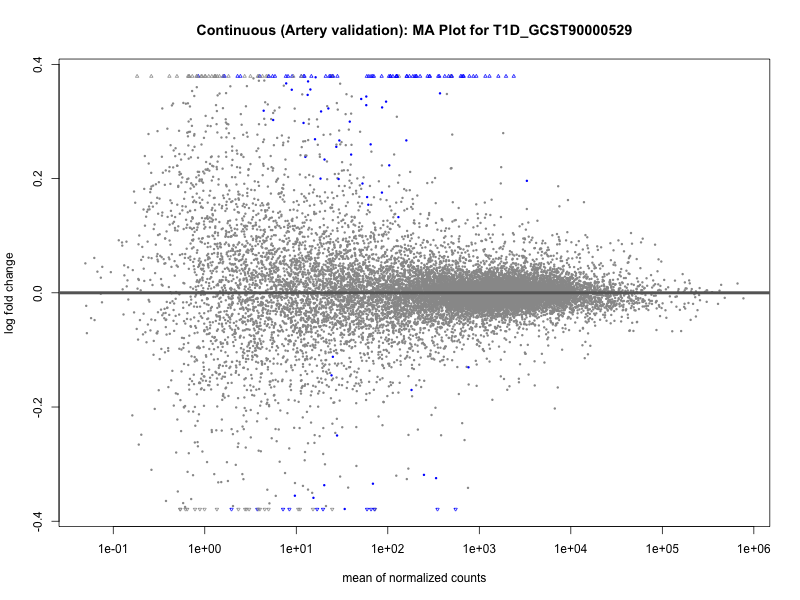 Continuous (Artery validation): MA Plot for T1D_GCST90000529
0.4
0.2
0.0
-0.2
-0.4
log fold change
1e-01 1e+00 1e+01 1e+02 1e+03 1e+04 1e+05 1e+06
mean of normalized counts